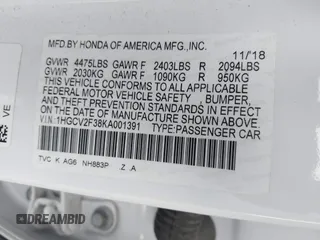 MFD.BY HONDA OF AMERICA MFG.,INC.
11/18
GVWR 4475LBS GAWR F 2403LBS R 2094LBS
GVWR 2030KG GAWR F 1090KG R 950KG
THIS VEHICLE CONFORMS TO ALL APPLICABLE
FEDERAL MOTOR VEHICLE SAFETY, BUMPER,
AND THEFT PREVENTION STANDARDS IN EFFECT
ON THE DATE OF MANUFACTURE SHOWN ABOVE.
VIN:1HGCV2F38KA001391 TYPE:PASSENGER CAR
TVC K AG6 NH883P Z .A
VE
DREAMBID